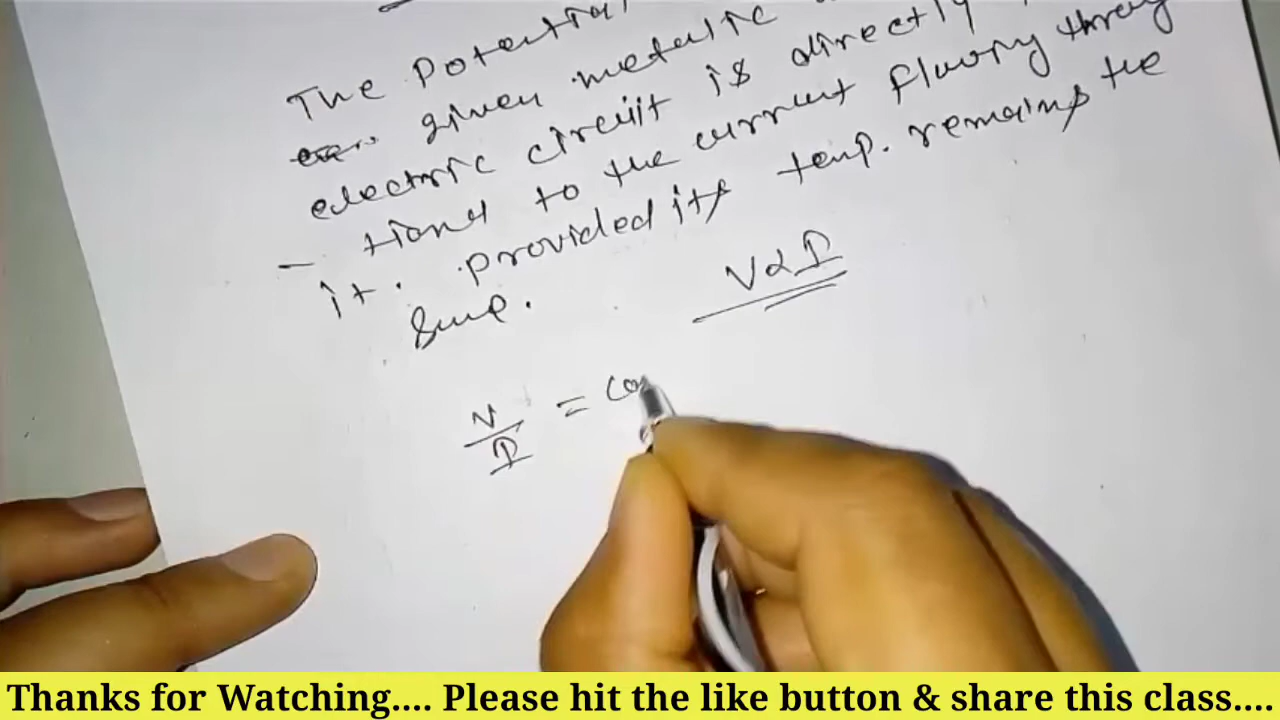 The Potential
given metallic
electric circuit is directly
- tional to the current flowing through
it. provided its temp. remains the
same.
V α I
V
I = Co
Thanks for Watching.... Please hit the like button & share this class....